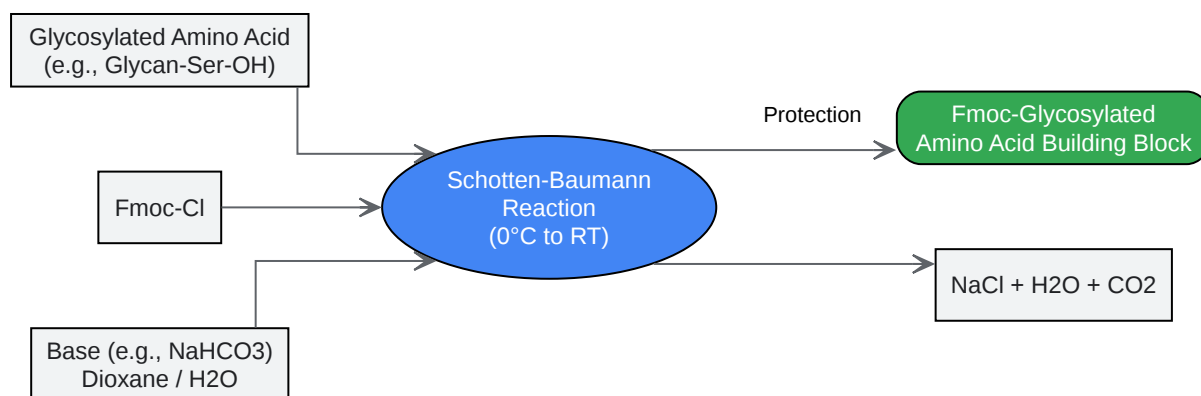 Glycosylated Amino Acid
(e.g., Glycan-Ser-OH)
Fmoc-Cl
Base (e.g., NaHCO3)
Dioxane / H2O
Schotten-Baumann
Reaction
(0°C to RT)
Protection
Fmoc-Glycosylated
Amino Acid Building Block
NaCl + H2O + CO2